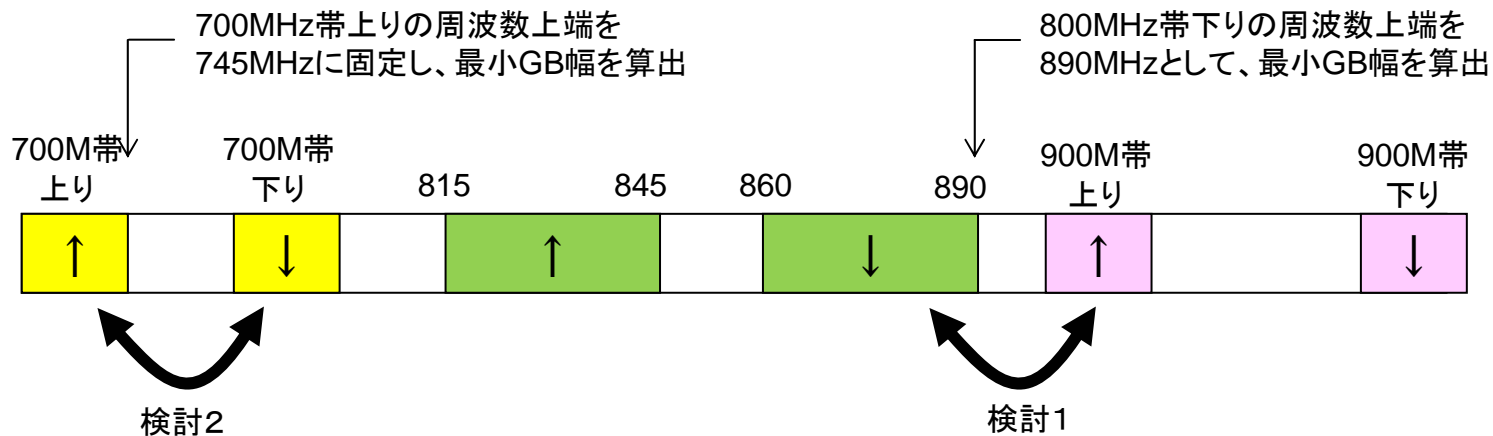 700MHz帯上りの周波数上端を
745MHzに固定し、最小GB幅を算出
800MHz帯下りの周波数上端を
890MHzとして、最小GB幅を算出
700M帯
上り
700M帯
下り
815
845
860
890
900M帯
上り
900M帯
下り
↑
↓
↑
↓
↑
↓
検討2
検討1